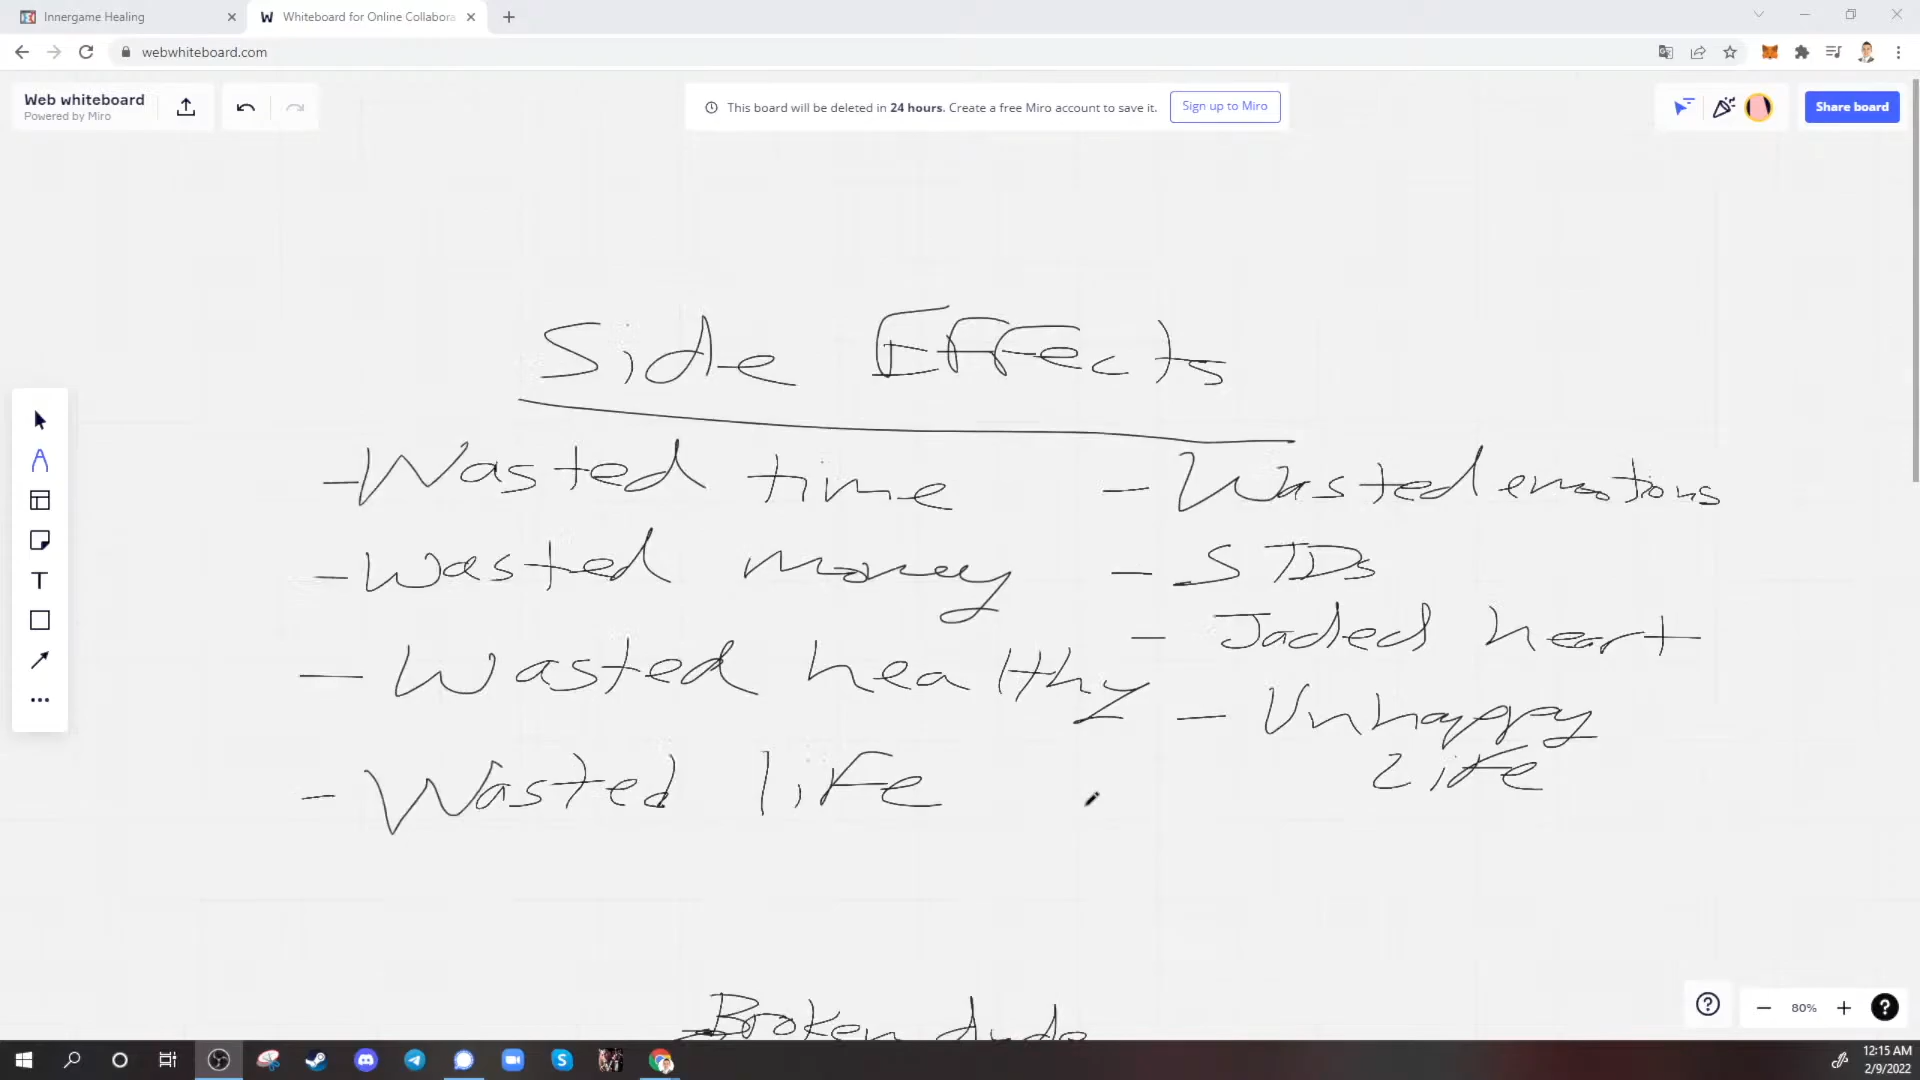 Innergame Healing
Whiteboard for Online Collabora
webwhiteboard.com
Web whiteboard
Powered by Miro
This board will be deleted in 24 hours. Create a free Miro account to save it.
Sign up to Miro
Share board
Side Effects
- Wasted time
- Wasted money
- Wasted healthy
- Wasted life
- Wasted emotions
- STDs
- Jaded heart
- Unhappy
Life
Broken dude
80%
12:15 AM
2/9/2022